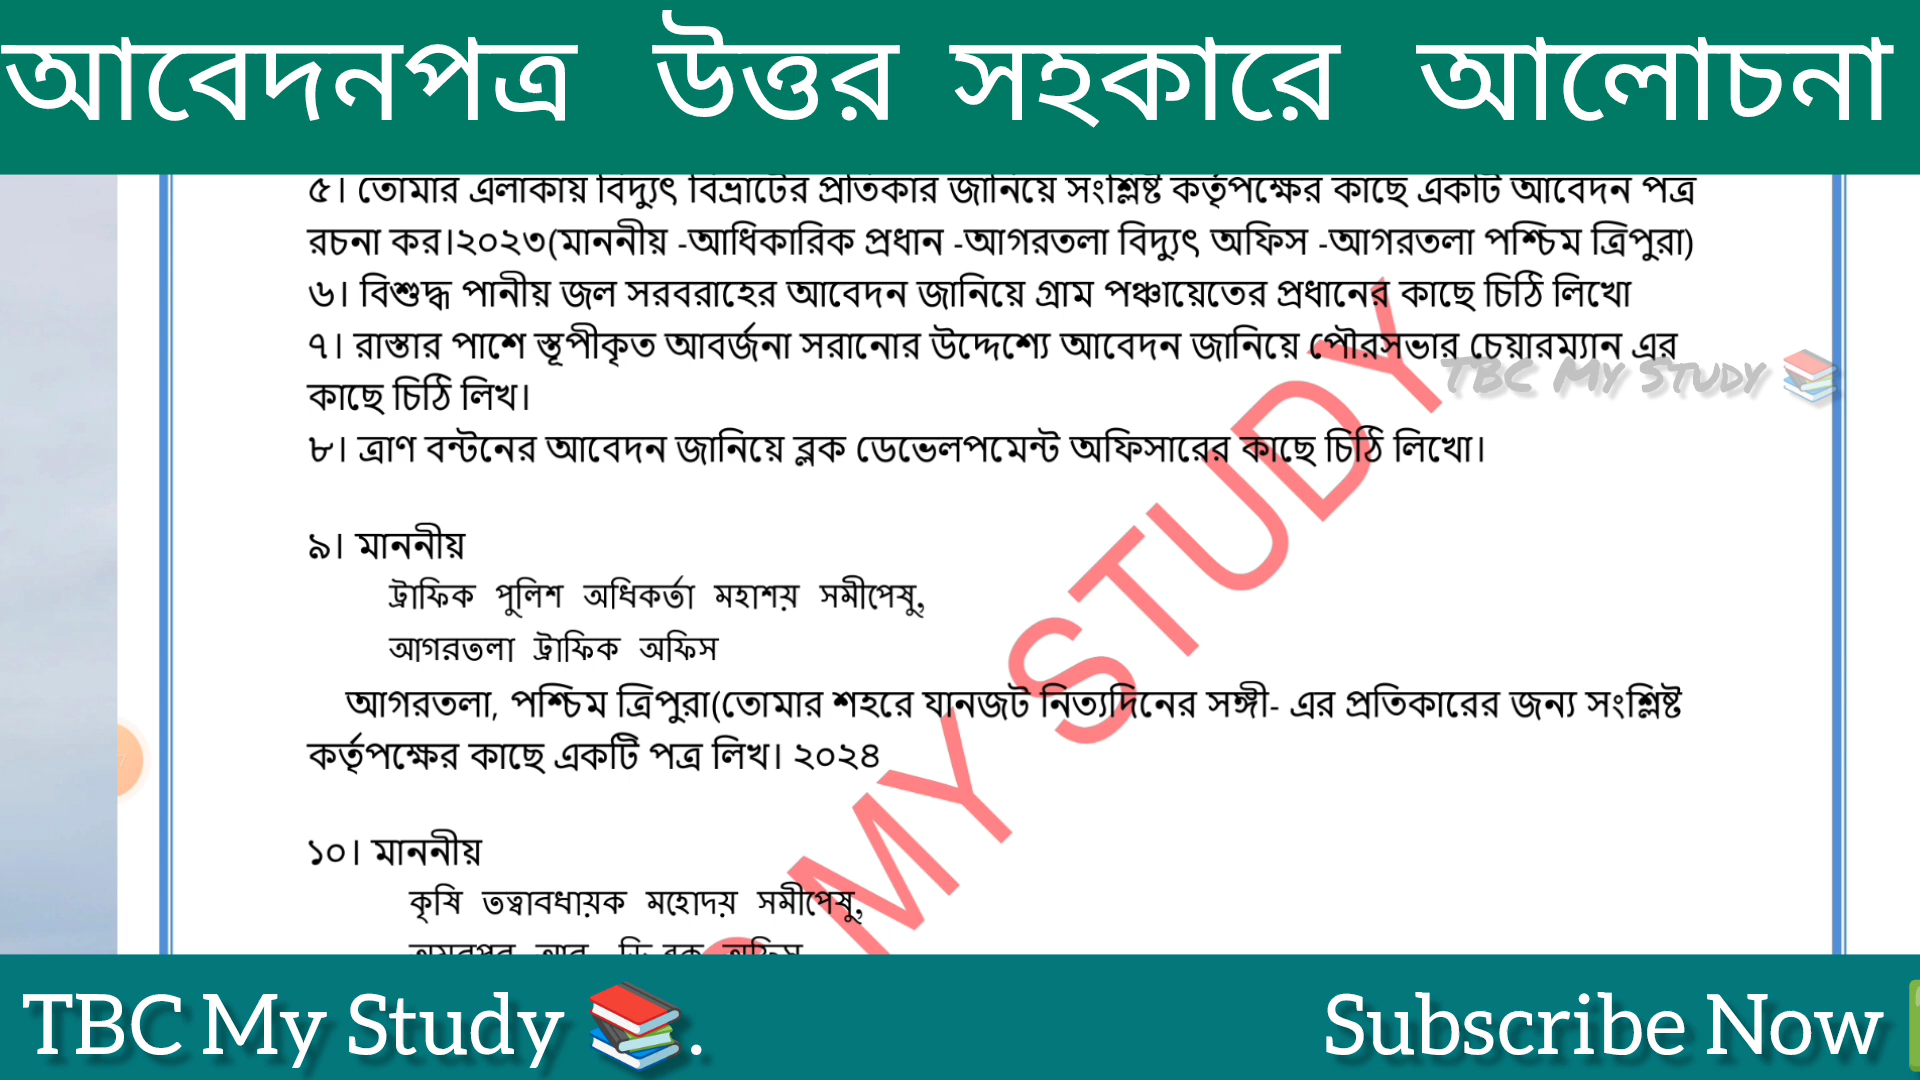 আবেদনপত্র উত্তর সহকারে আলোচনা
৫। তোমার এলাকায় বিদ্যুৎ বিভ্রাটের প্রতিকার জানিয়ে সংশ্লিষ্ট কর্তৃপক্ষের কাছে একটি আবেদন পত্র
রচনা কর।২০২৩(মাননীয় -আধিকারিক প্রধান -আগরতলা বিদ্যুৎ অফিস -আগরতলা পশ্চিম ত্রিপুরা)
৬। বিশুদ্ধ পানীয় জল সরবরাহের আবেদন জানিয়ে গ্রাম পঞ্চায়েতের প্রধানের কাছে চিঠি লিখো
৭। রাস্তার পাশে স্তূপীকৃত আবর্জনা সরানোর উদ্দেশ্যে আবেদন জানিয়ে পৌরসভার চেয়ারম্যান এর
TBC My Study
কাছে চিঠি লিখ।
৮। ত্রাণ বন্টনের আবেদন জানিয়ে ব্লক ডেভেলপমেন্ট অফিসারের কাছে চিঠি লিখো।
৯। মাননীয়
ট্রাফিক পুলিশ অধিকর্তা মহাশয় সমীপেষু,
আগরতলা ট্রাফিক অফিস
আগরতলা, পশ্চিম ত্রিপুরা(তোমার শহরে যানজট নিত্যদিনের সঙ্গী- এর প্রতিকারের জন্য সংশ্লিষ্ট
কর্তৃপক্ষের কাছে একটি পত্র লিখ। ২০২৪
MY STUDY
১০। মাননীয়
কৃষি তত্বাবধায়ক মহোদয় সমীপেষু,
TBC My Study .
Subscribe Now